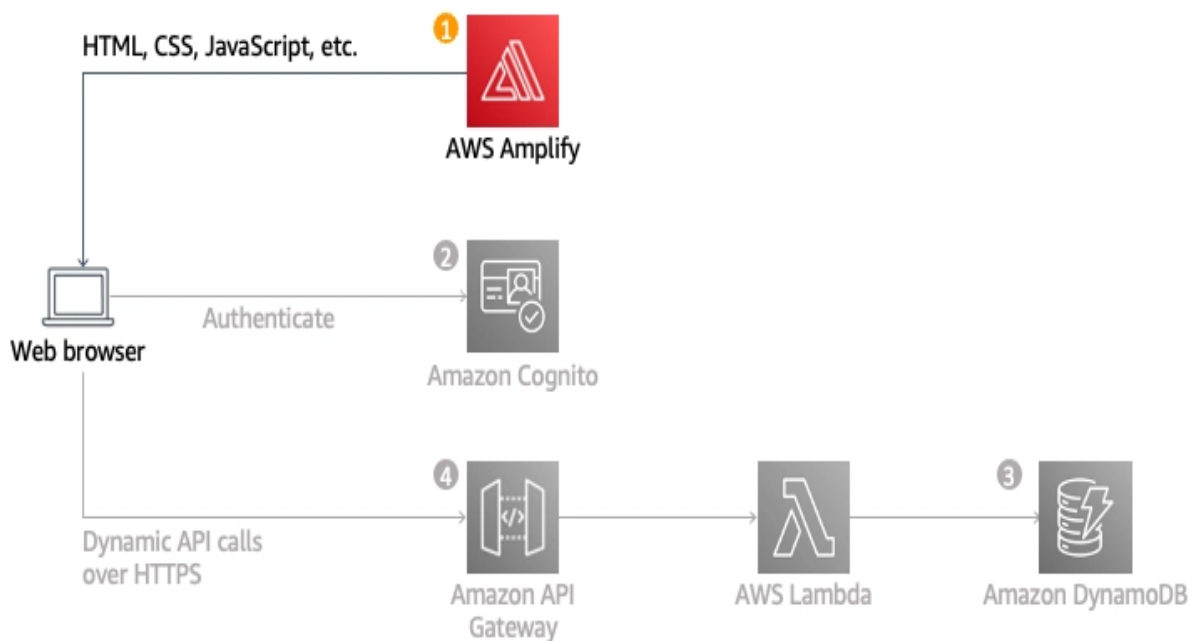 1
HTML, CSS, JavaScript, etc.
AWS Amplify
2
Authenticate
Web browser
Amazon Cognito
4
3
</>
Dynamic API calls
over HTTPS
Amazon API
Gateway
AWS Lambda
Amazon DynamoDB